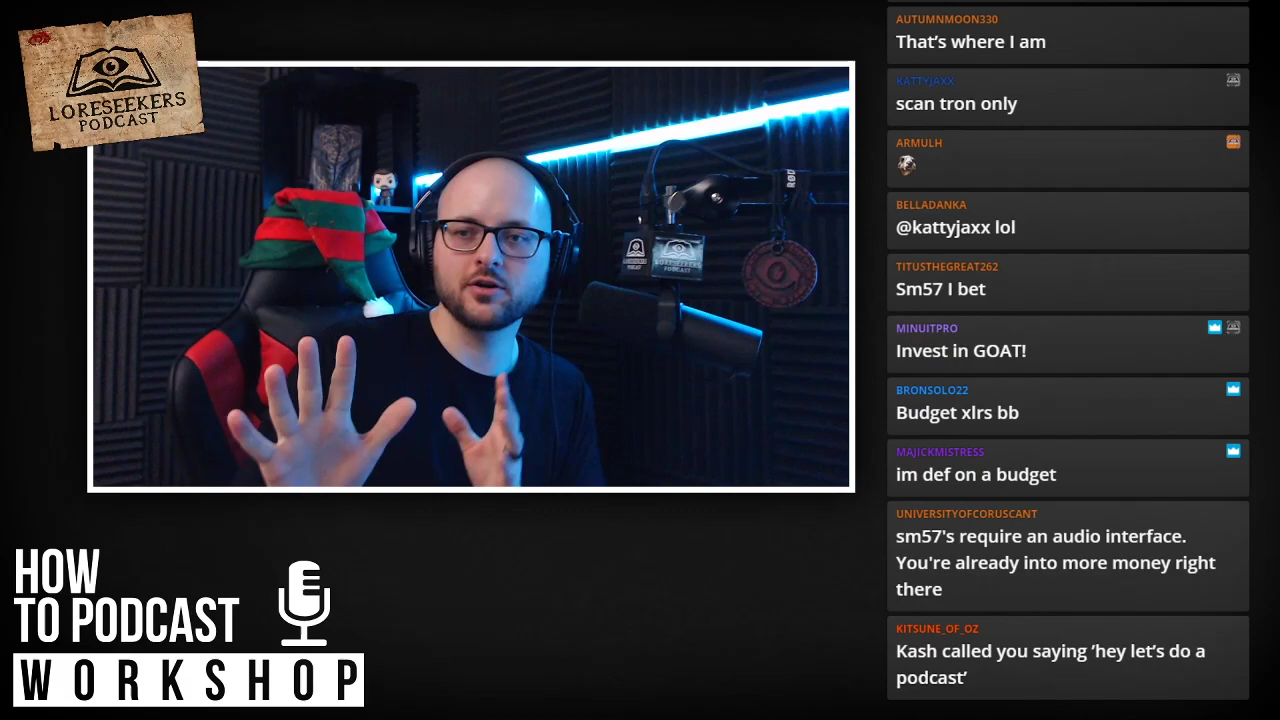 LORESEEKERS
PODCAST
RØD
LORESEEKERS
PODCAST
HOW
TO PODCAST
WORKSHOP
AUTUMNMOON330
That’s where I am
KATTYJAXX
scan tron only
ARMULH
BELLADANKA
@kattyjaxx lol
TITUSTHEGREAT262
Sm57 I bet
MINUITPRO
Invest in GOAT!
BRONSOLO22
Budget xlrs bb
MAJICKMISTRESS
im def on a budget
UNIVERSITYOFCORUSCANT
sm57's require an audio interface.
You're already into more money right
there
KITSUNE_OF_OZ
Kash called you saying ‘hey let’s do a
podcast’